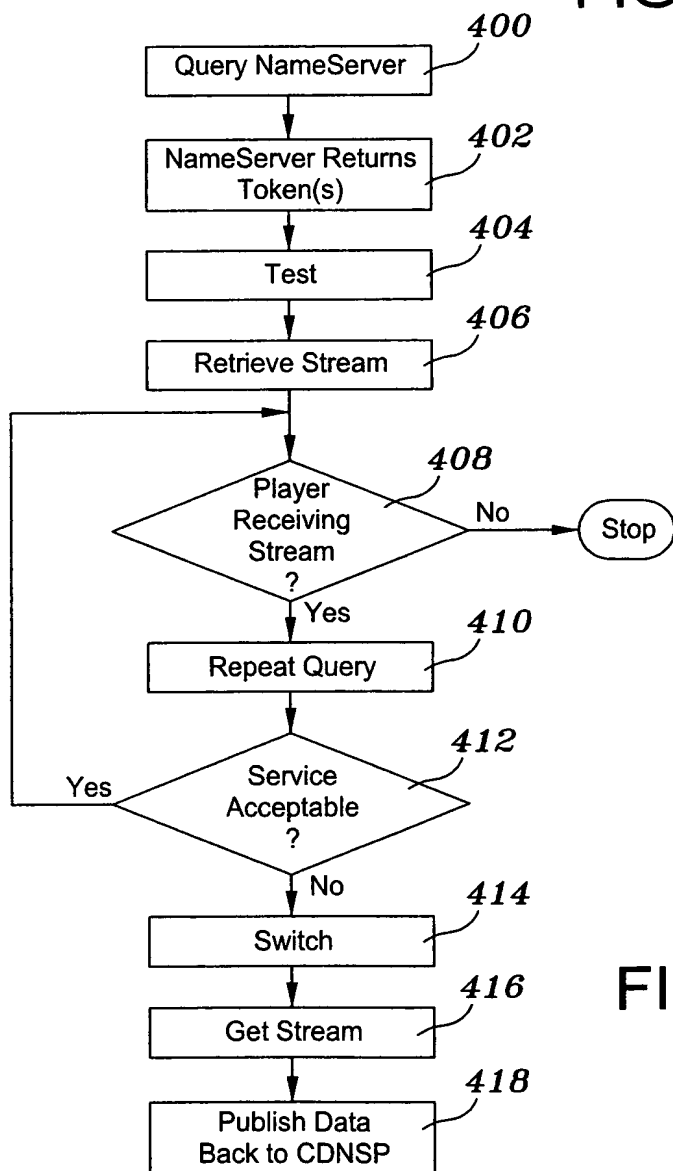 FIG
400
Query NameServer
402
NameServer Returns
Token(s)
404
Test
406
Retrieve Stream
408
Player
Receiving
Stream
?
No
Stop
Yes
410
Repeat Query
412
Yes
Service
Acceptable
?
No
414
Switch
416
Get Stream
FI
418
Publish Data
Back to CDNSP